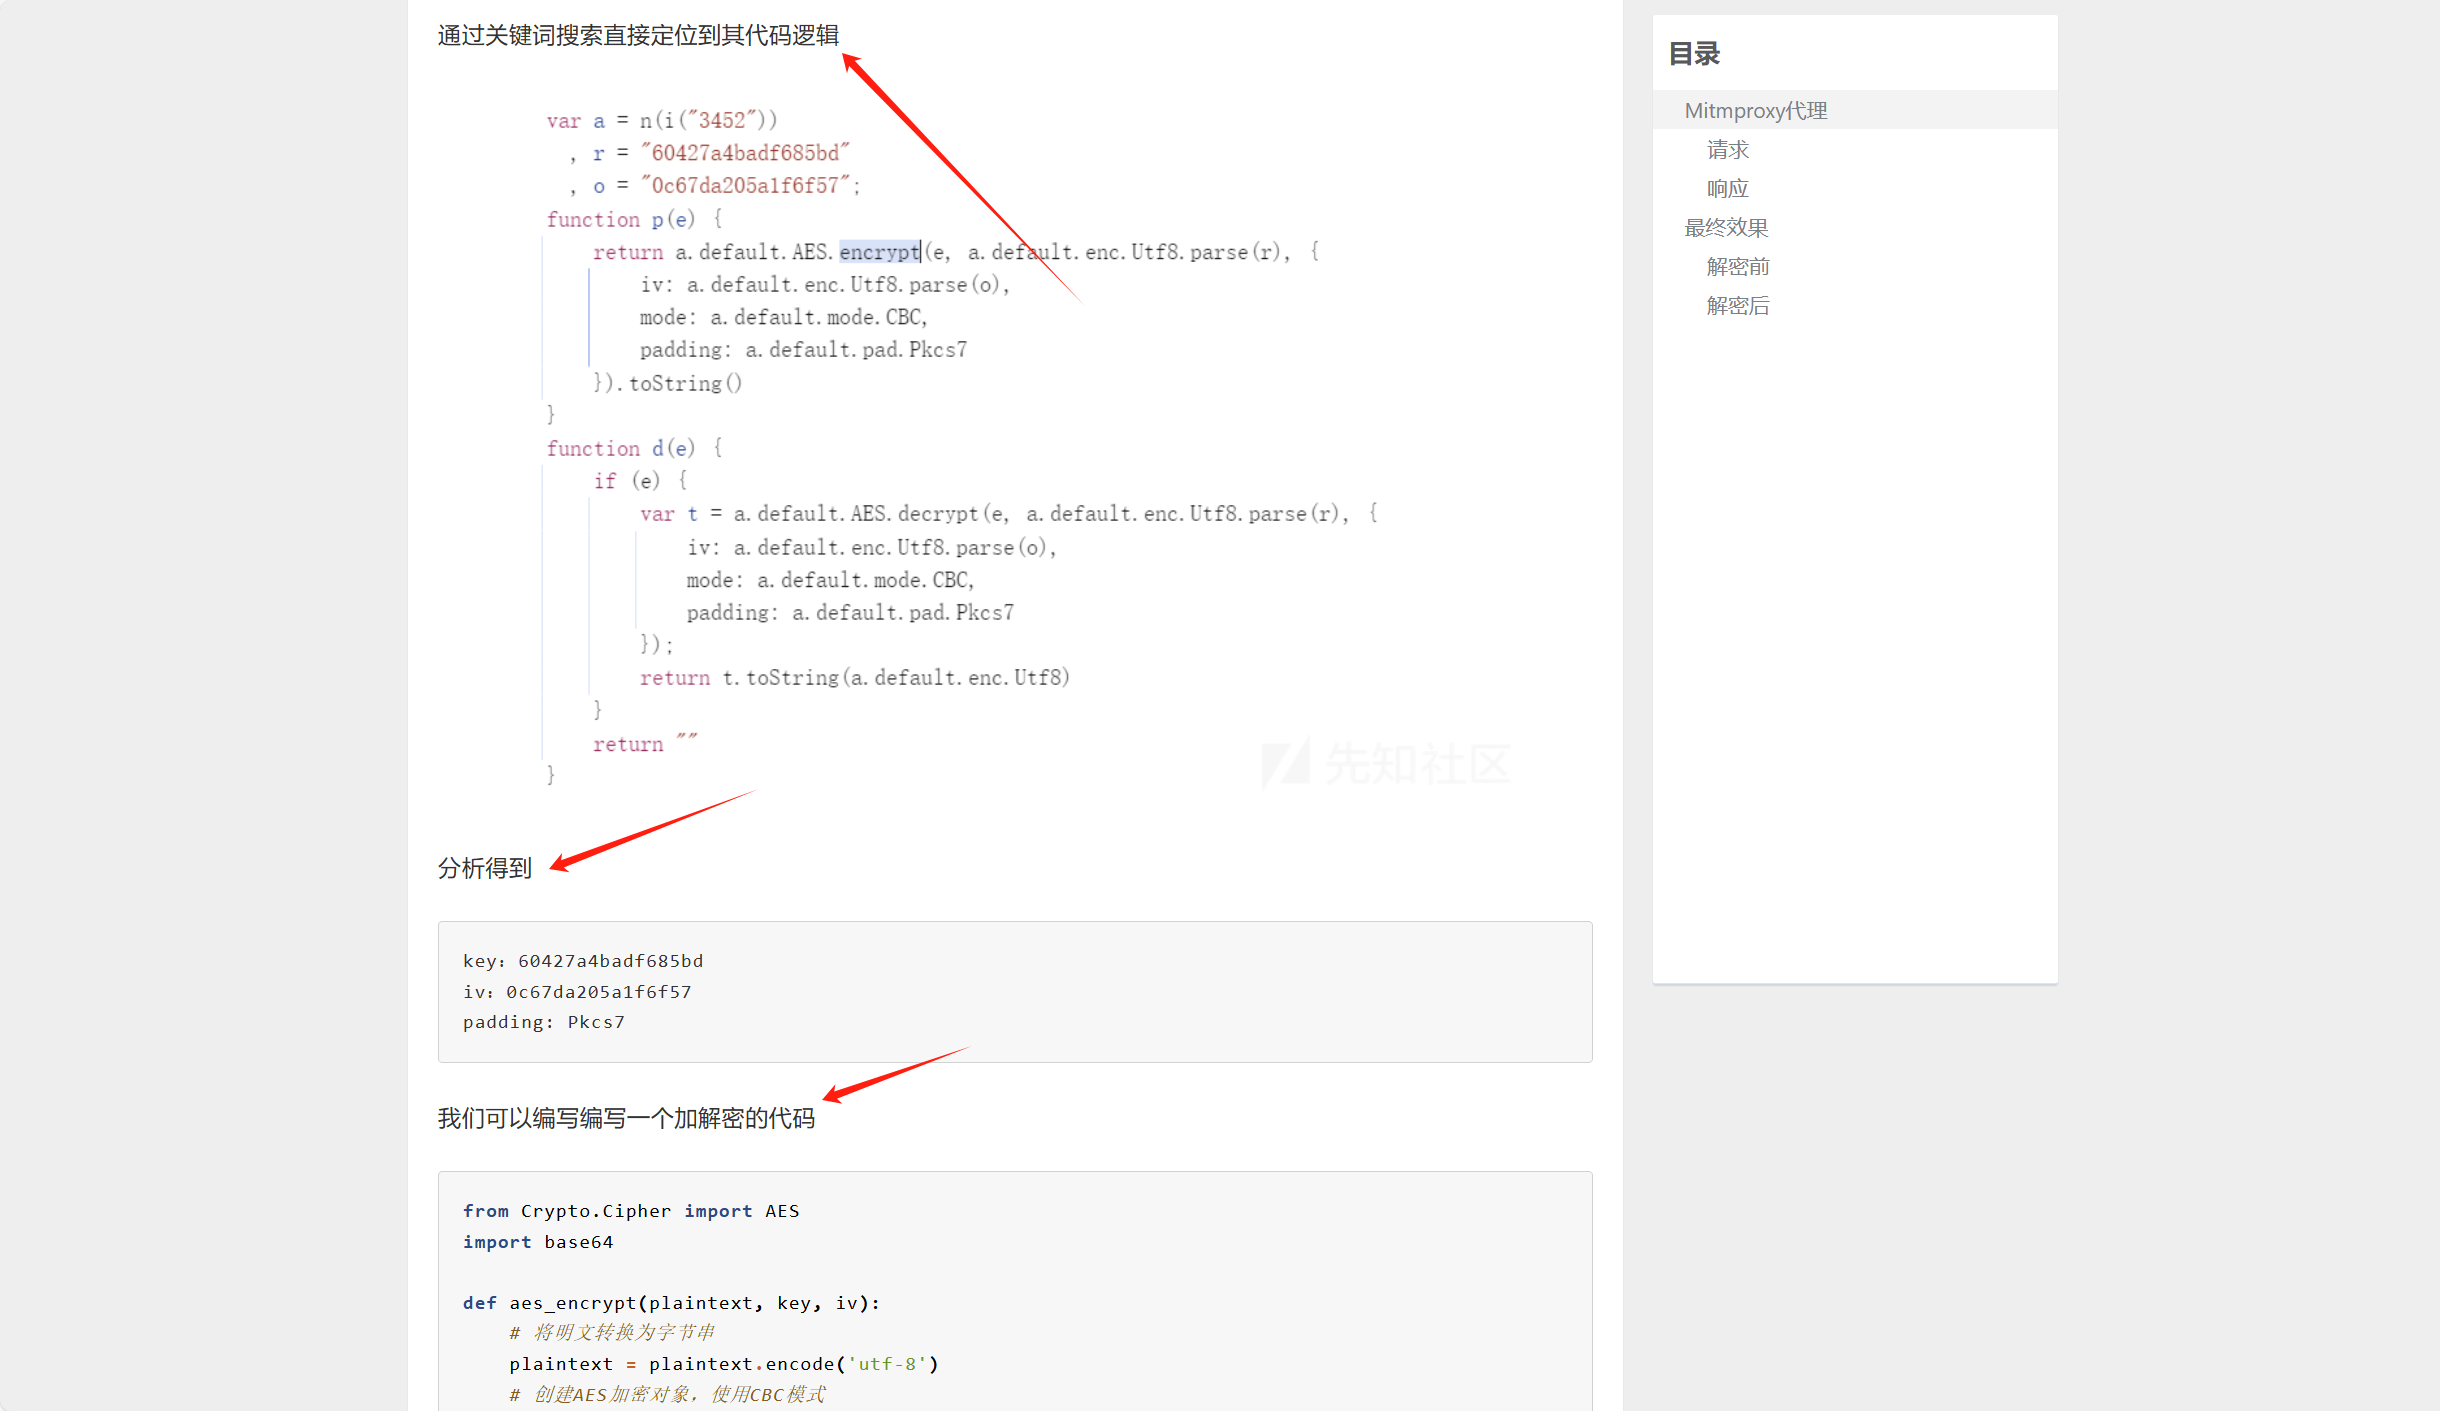 通过关键词搜索直接定位到其代码逻辑
var a = n(i("3452"))
, r = "60427a4badf685bd"
, o = "0c67da205a1f6f57";
function p(e) {
return a.default.AES.encrypt(e, a.default.enc.Utf8.parse(r), {
iv: a.default.enc.Utf8.parse(o),
mode: a.default.mode.CBC,
padding: a.default.pad.Pkcs7
}).toString()
}
function d(e) {
if (e) {
var t = a.default.AES.decrypt(e, a.default.enc.Utf8.parse(r), {
iv: a.default.enc.Utf8.parse(o),
mode: a.default.mode.CBC,
padding: a.default.pad.Pkcs7
});
return t.toString(a.default.enc.Utf8)
}
return ""
}
先知社区
分析得到
key: 60427a4badf685bd
iv: 0c67da205a1f6f57
padding: Pkcs7
我们可以编写编写一个加解密的代码
from Crypto.Cipher import AES
import base64
def aes_encrypt(plaintext, key, iv):
# 将明文转换为字节串
plaintext = plaintext.encode('utf-8')
# 创建AES加密对象，使用CBC模式
目录
Mitmproxy代理
请求
响应
最终效果
解密前
解密后